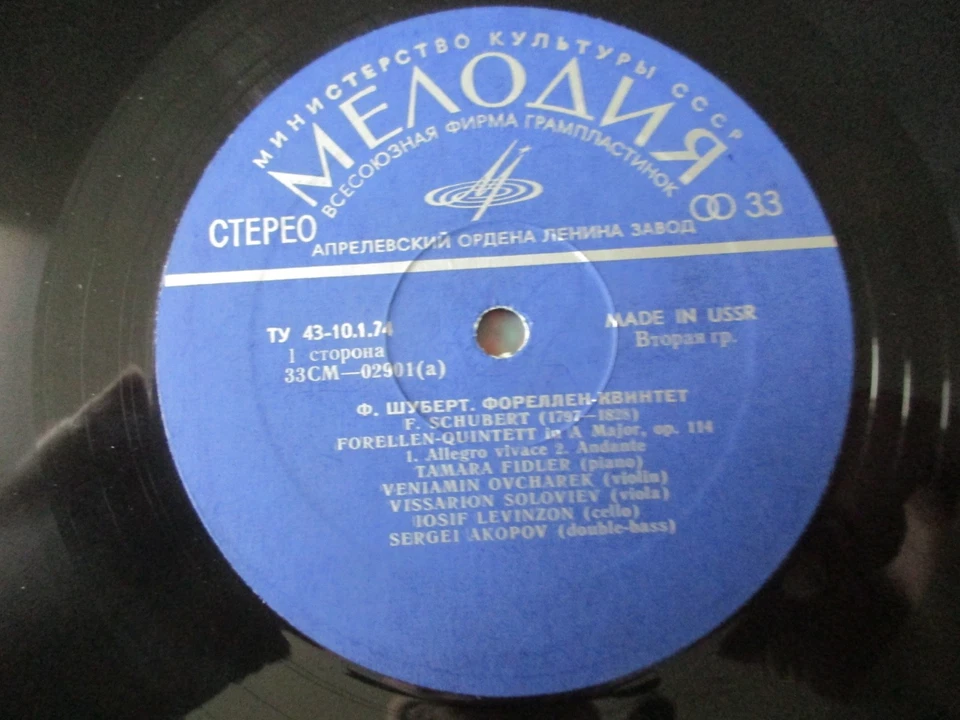 МИНИСТЕРСТВО КУЛЬТУРЫ СССР
МЕЛОДИЯ
ВСЕСОЮЗНАЯ ФИРМА ГРАМПЛАСТИНОК
СТЕРЕО
33
АПРЕЛЕВСКИЙ ОРДЕНА ЛЕНИНА ЗАВОД
ТУ 43-10.1.74
MADE IN USSR
1 сторона
Вторая гр.
33СМ—02901(а)
Ф. ШУБЕРТ. ФОРЕЛЛЕН-КВИНТЕТ
F. SCHUBERT (1797—1828)
FORELLEN-QUINTETT in A Major, op. 114
1. Allegro vivace 2. Andante
TAMARA FIDLER (piano)
VENIAMIN OVCHAREK (violin)
VISSARION SOLOVIEV (viola)
IOSIF LEVINZON (cello)
SERGEI AKOPOV (double-bass)